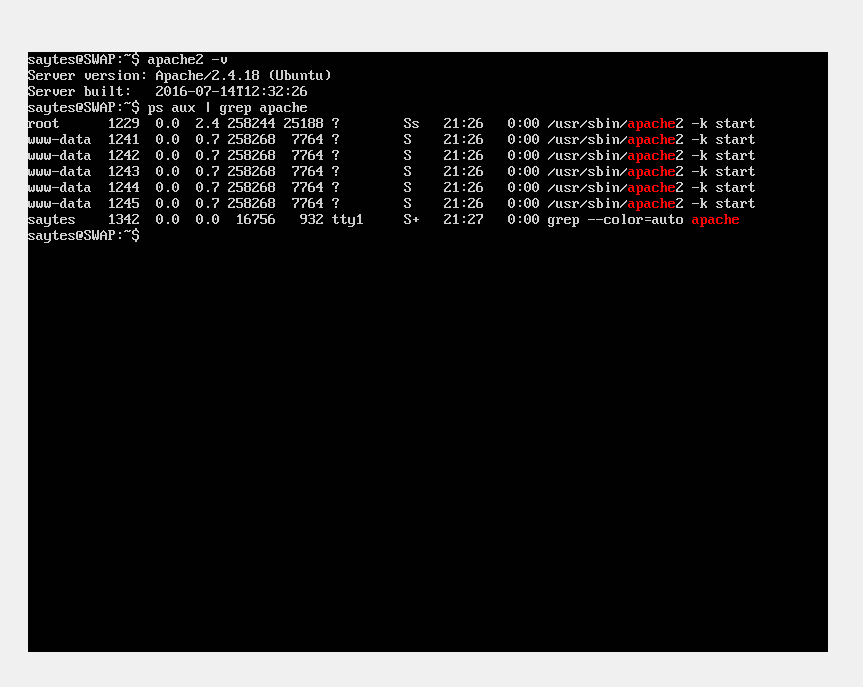 saytes@SWAP:~$ apache2 -v
Server version: Apache/2.4.18 (Ubuntu)
Server built:   2016-07-14T12:32:26
saytes@SWAP:~$ ps aux | grep apache
root      1229  0.0  2.4 258244 25188 ?        Ss   21:26   0:00 /usr/sbin/apache2 -k start
www-data  1241  0.0  0.7 258268  7764 ?        S    21:26   0:00 /usr/sbin/apache2 -k start
www-data  1242  0.0  0.7 258268  7764 ?        S    21:26   0:00 /usr/sbin/apache2 -k start
www-data  1243  0.0  0.7 258268  7764 ?        S    21:26   0:00 /usr/sbin/apache2 -k start
www-data  1244  0.0  0.7 258268  7764 ?        S    21:26   0:00 /usr/sbin/apache2 -k start
www-data  1245  0.0  0.7 258268  7764 ?        S    21:26   0:00 /usr/sbin/apache2 -k start
saytes    1342  0.0  0.0  16756   932 tty1     S+   21:27   0:00 grep --color=auto apache
saytes@SWAP:~$